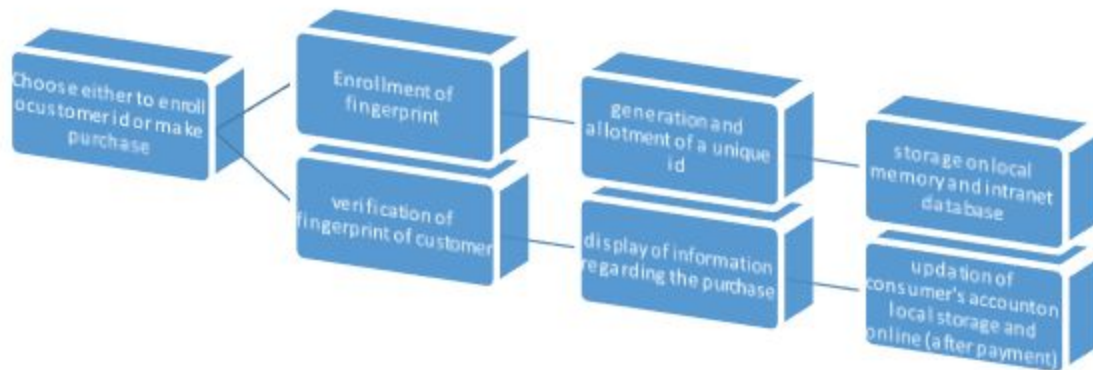 Choose either to enroll
ocustomer id or make
purchase
Enrollment of
fingerprint
generation and
allotment of a unique
id
storage on local
memory and intranet
database
verification of
fingerprint of customer
display of information
regarding the purchase
updation of
consumer's accounton
local storage and
online (after payment)